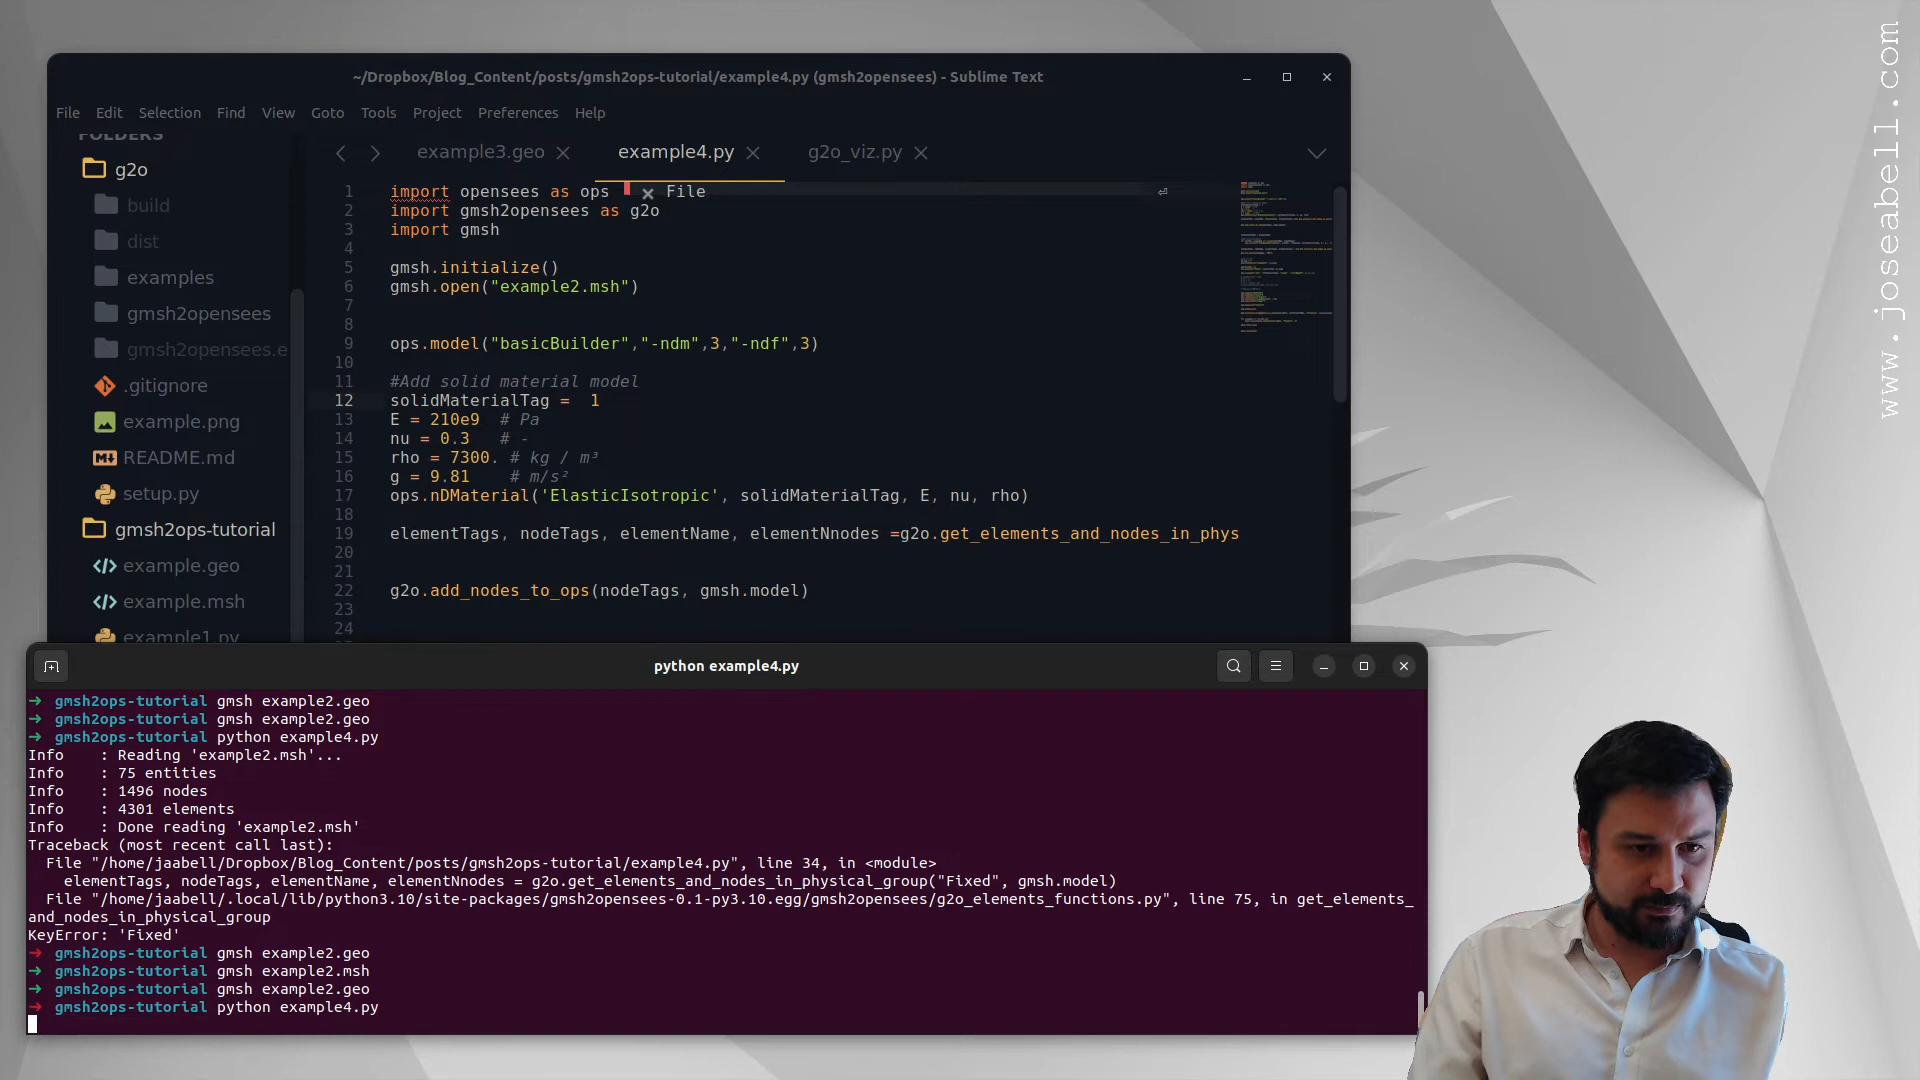 ~/Dropbox/Blog_Content/posts/gmsh2ops-tutorial/example4.py (gmsh2opensees) - Sublime Text
File Edit Selection Find View Goto Tools Project Preferences Help
FOLDERS
g2o
build
dist
examples
gmsh2opensees
gmsh2opensees.e
.gitignore
example.png
README.md
setup.py
gmsh2ops-tutorial
example.geo
example.msh
example1.py
example3.geo example4.py g2o_viz.py
1 import opensees as ops File
2 import gmsh2opensees as g2o
3 import gmsh
4
5 gmsh.initialize()
6 gmsh.open("example2.msh")
7
8
9 ops.model("basicBuilder","-ndm",3,"-ndf",3)
10
11 #Add solid material model
12 solidMaterialTag =  1
13 E = 210e9  # Pa
14 nu = 0.3   # -
15 rho = 7300. # kg / m³
16 g = 9.81    # m/s²
17 ops.nDMaterial('ElasticIsotropic', solidMaterialTag, E, nu, rho)
18
19 elementTags, nodeTags, elementName, elementNnodes =g2o.get_elements_and_nodes_in_phys
20
21
22 g2o.add_nodes_to_ops(nodeTags, gmsh.model)
23
24
python example4.py
➜  gmsh2ops-tutorial gmsh example2.geo
➜  gmsh2ops-tutorial gmsh example2.geo
➜  gmsh2ops-tutorial python example4.py
Info    : Reading 'example2.msh'...
Info    : 75 entities
Info    : 1496 nodes
Info    : 4301 elements
Info    : Done reading 'example2.msh'
Traceback (most recent call last):
  File "/home/jaabell/Dropbox/Blog_Content/posts/gmsh2ops-tutorial/example4.py", line 34, in <module>
    elementTags, nodeTags, elementName, elementNnodes = g2o.get_elements_and_nodes_in_physical_group("Fixed", gmsh.model)
  File "/home/jaabell/.local/lib/python3.10/site-packages/gmsh2opensees-0.1-py3.10.egg/gmsh2opensees/g2o_elements_functions.py", line 75, in get_elements_
and_nodes_in_physical_group
KeyError: 'Fixed'
➜  gmsh2ops-tutorial gmsh example2.geo
➜  gmsh2ops-tutorial gmsh example2.msh
➜  gmsh2ops-tutorial gmsh example2.geo
➜  gmsh2ops-tutorial python example4.py
www.joseabell.com